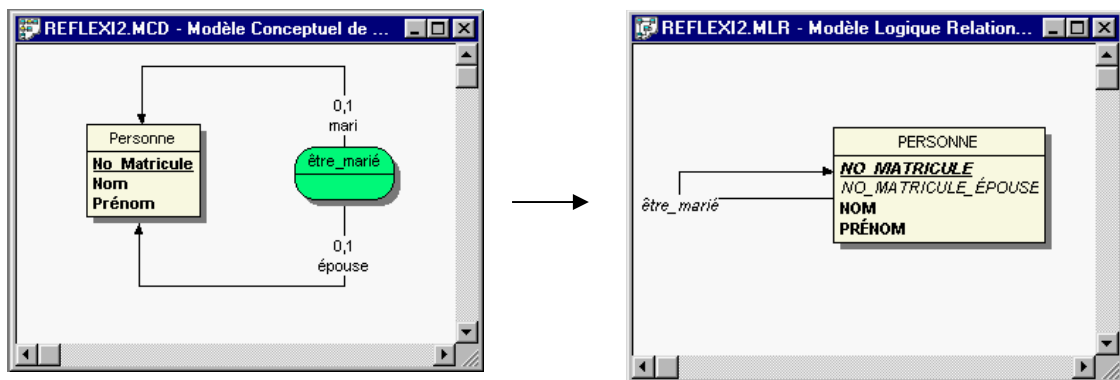 REFLEXI2.MCD - Modèle Conceptuel de ...
0,1
mari
Personne
No_Matricule
Nom
Prénom
être_marié
0,1
épouse
REFLEXI2.MLR - Modèle Logique Relation...
PERSONNE
NO_MATRICULE
NO_MATRICULE_ÉPOUSE
NOM
PRÉNOM
être_marié